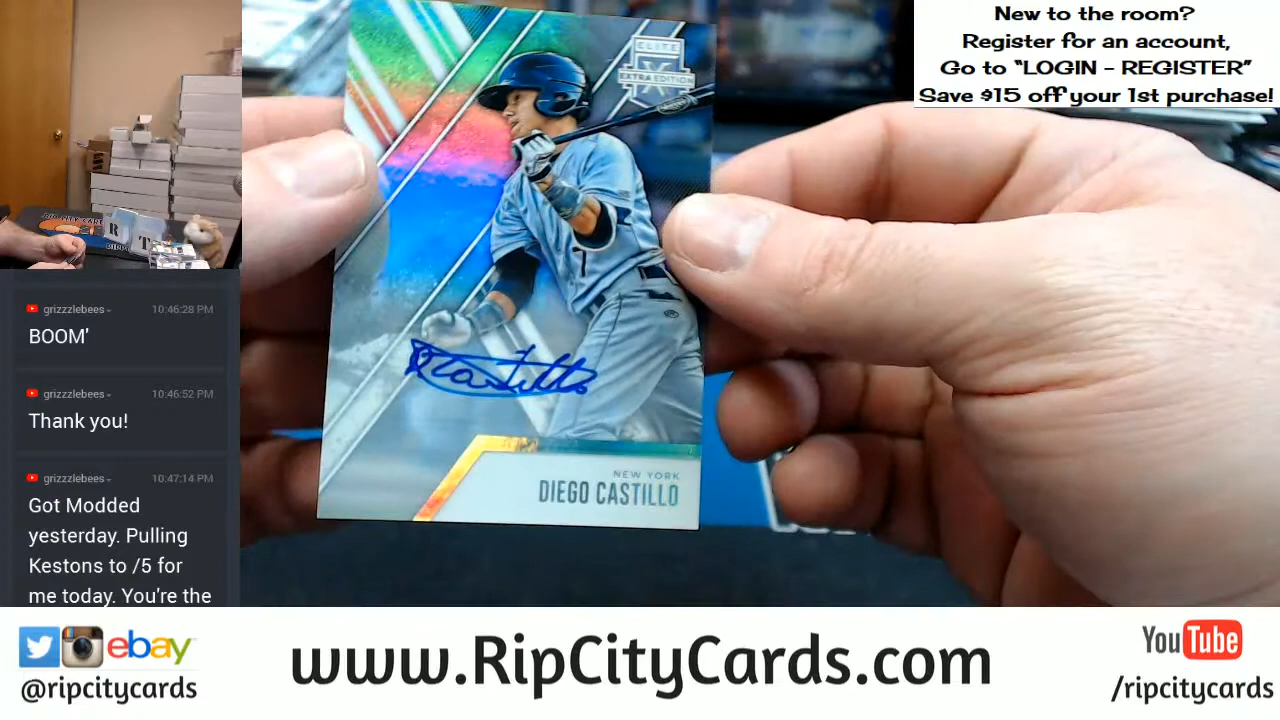 New to the room?
Register for an account,
Go to “LOGIN - REGISTER”
Save $15 off your 1st purchase!
ELITE
EXTRA EDITION
7
R T
grizzzlebees
10:46:28 PM
BOOM'
grizzzlebees
10:46:52 PM
Thank you!
grizzzlebees
10:47:14 PM
Got Modded
yesterday. Pulling
Kestons to /5 for
me today. You're the
NEW YORK
DIEGO CASTILLO
ebay
@ripcitycards
www.RipCityCards.com
YouTube
/ripcitycards